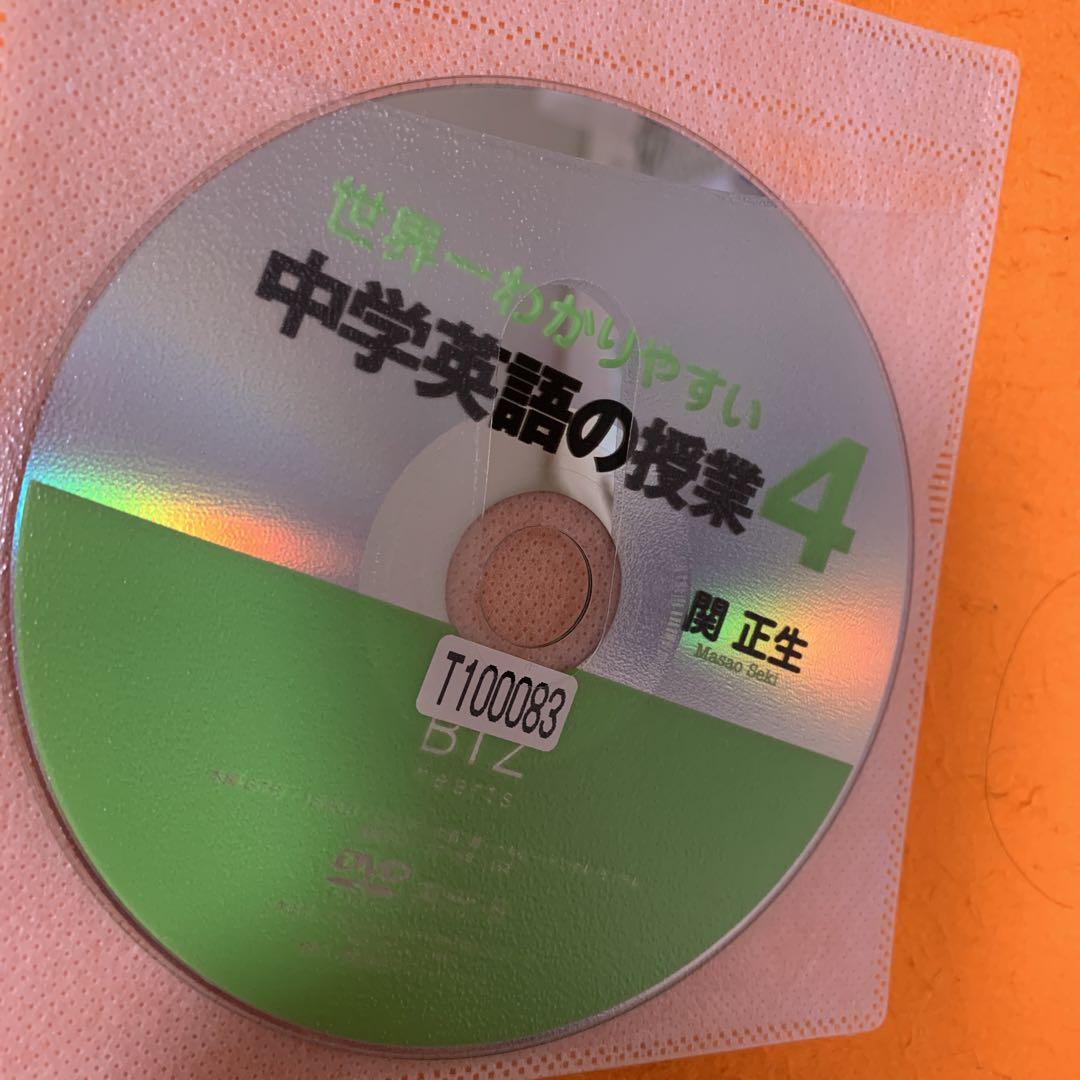 世界一わかりやすい
中学英語の授業4
関 正生
Masao Seki
T100083
BIZ
hearts
DVD